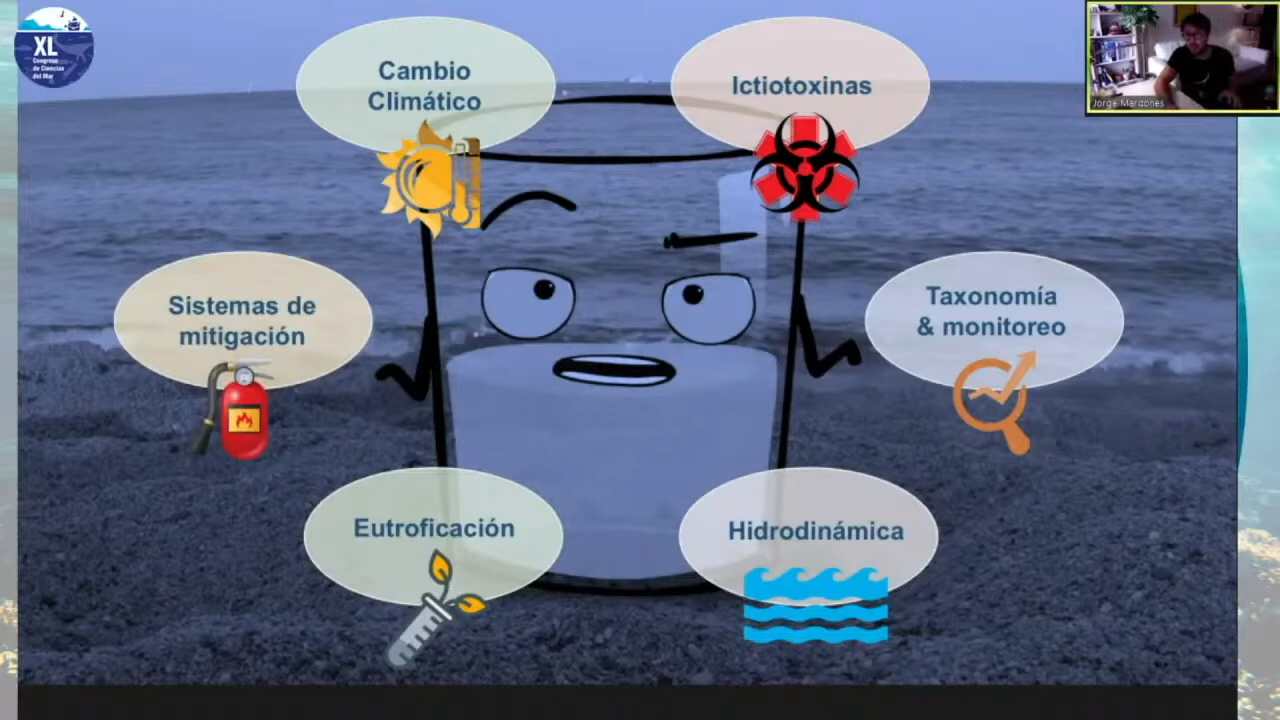 XL
Congreso
de Ciencias
del Mar
Cambio
Climático
Ictiotoxinas
Jorge Mardones
Sistemas de
mitigación
Taxonomía
& monitoreo
Eutroficación
Hidrodinámica